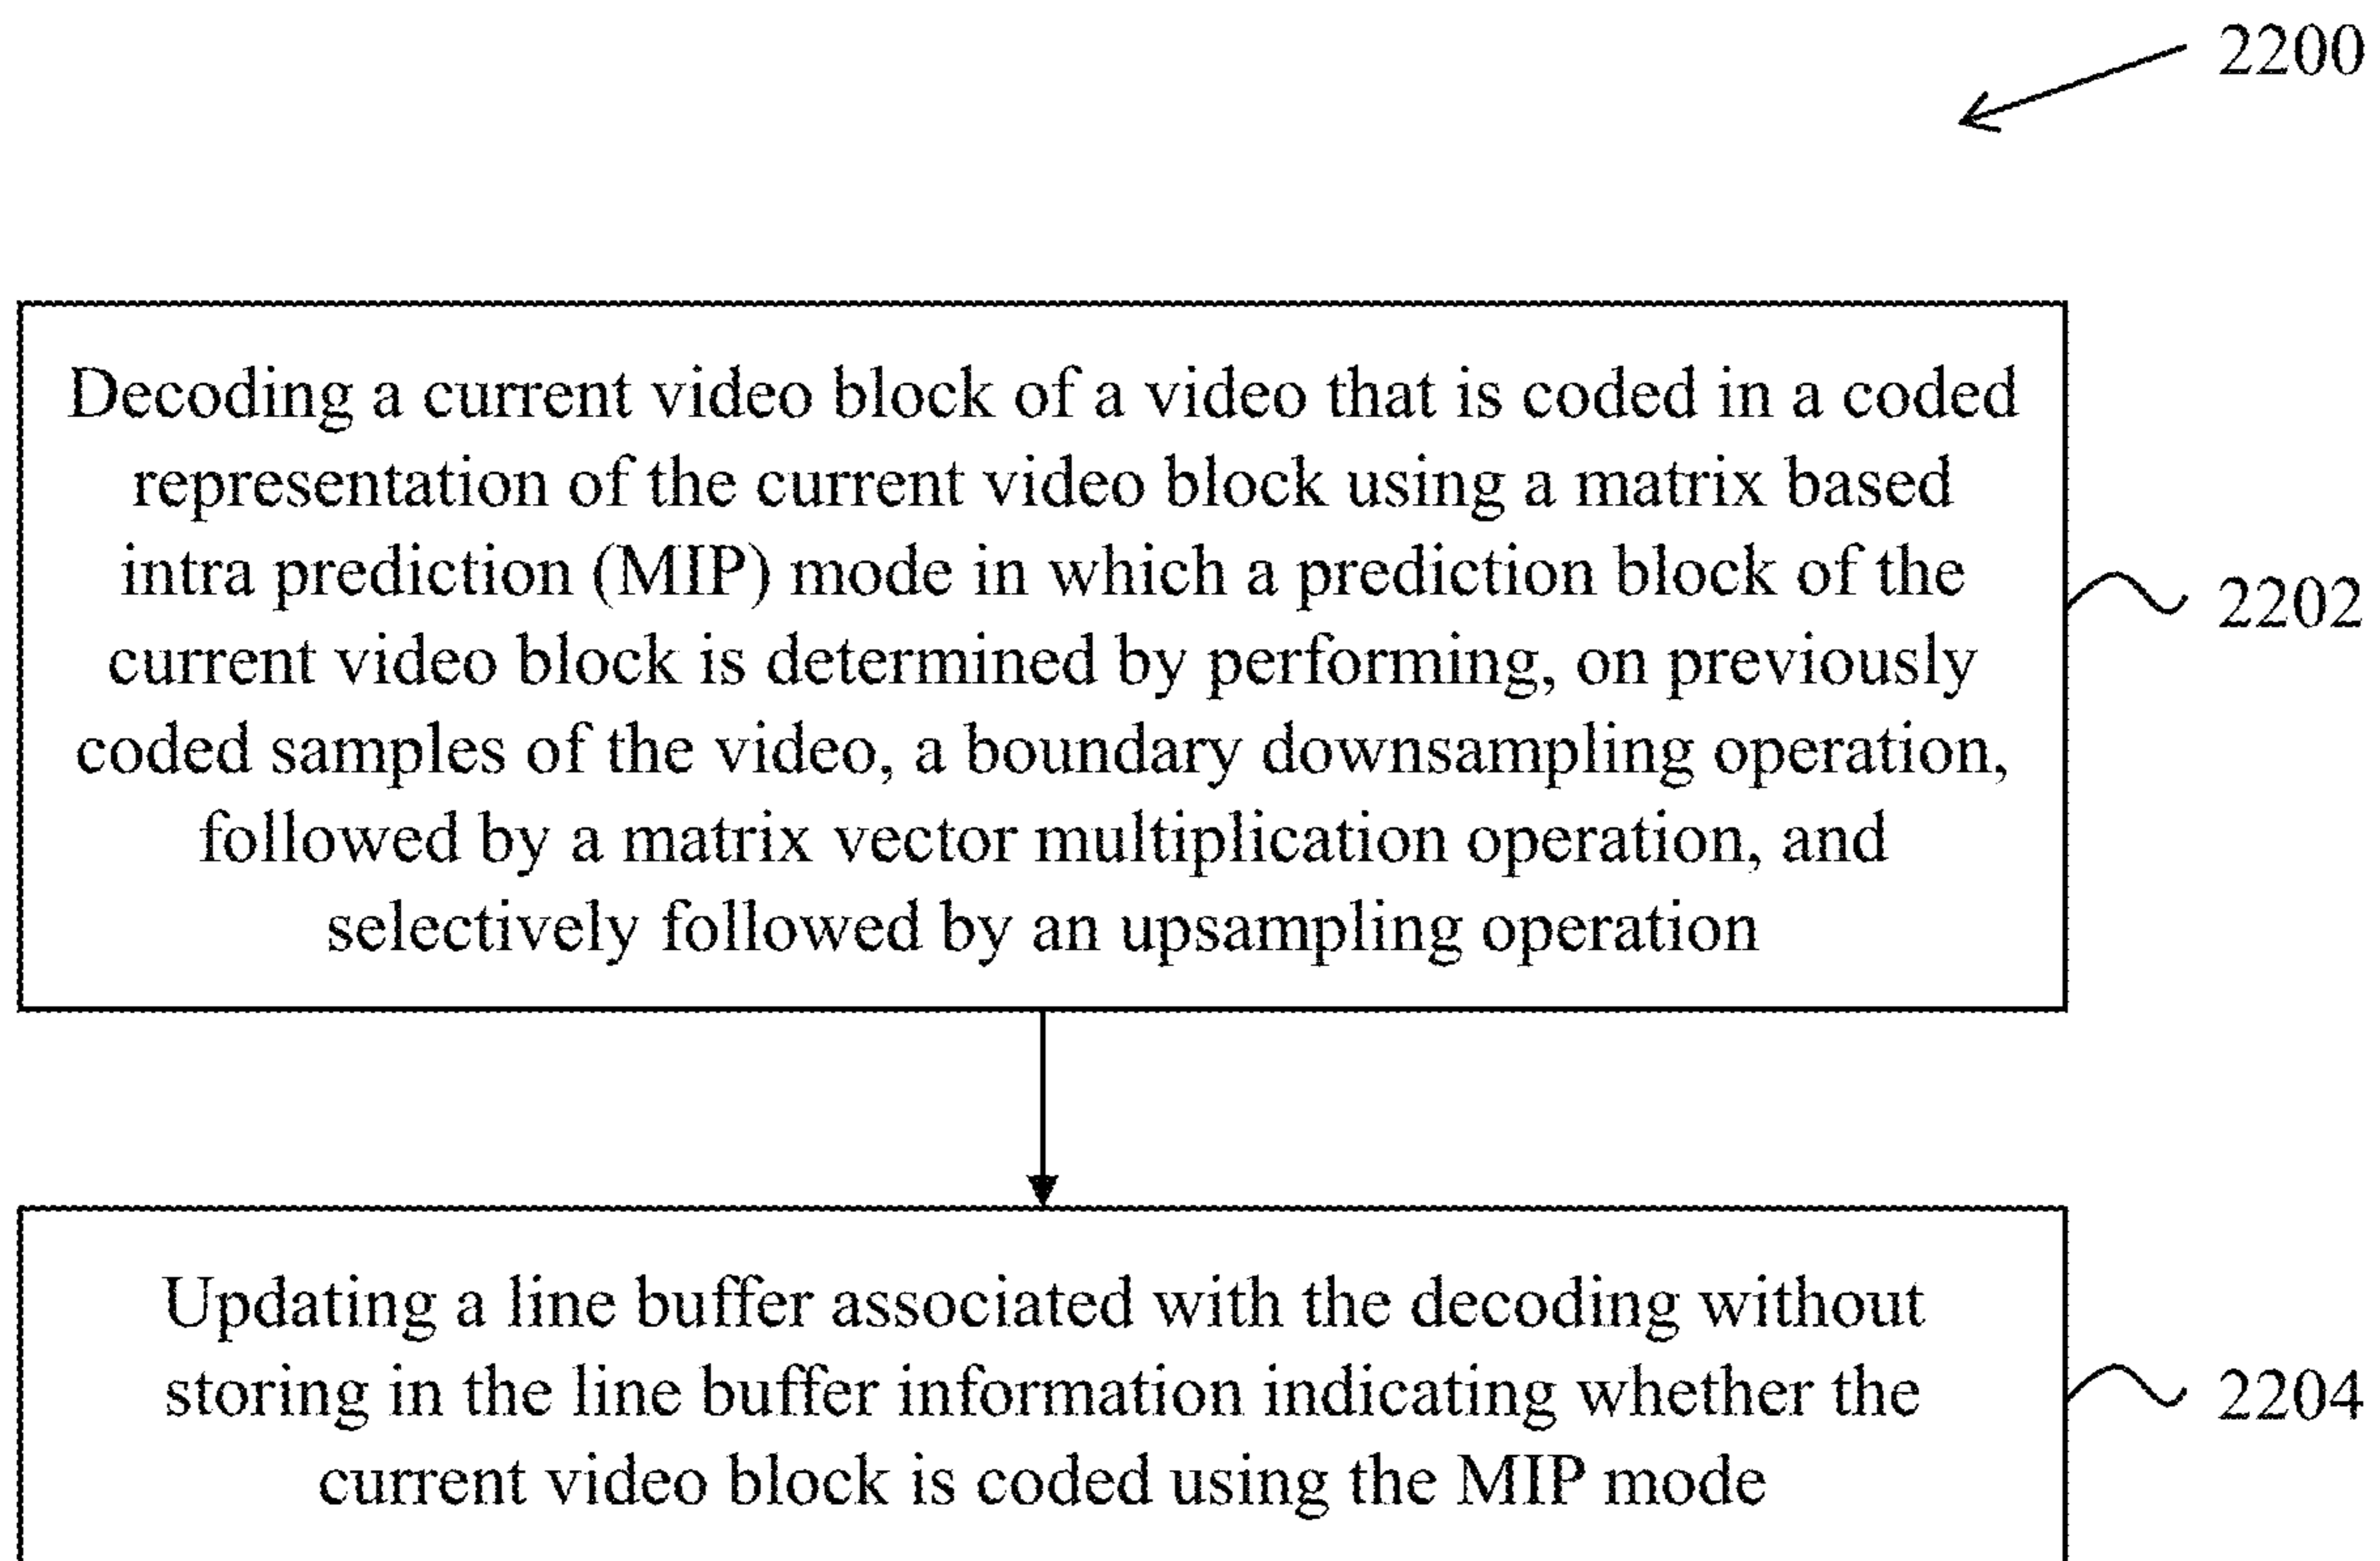 2200
Decoding a current video block of a video that is coded in a coded
representation of the current video block using a matrix based
intra prediction (MIP) mode in which a prediction block of the
current video block is determined by performing, on previously
coded samples of the video, a boundary downsampling operation,
followed by a matrix vector multiplication operation, and
selectively followed by an upsampling operation
2202
Updating a line buffer associated with the decoding without
storing in the line buffer information indicating whether the
current video block is coded using the MIP mode
2204